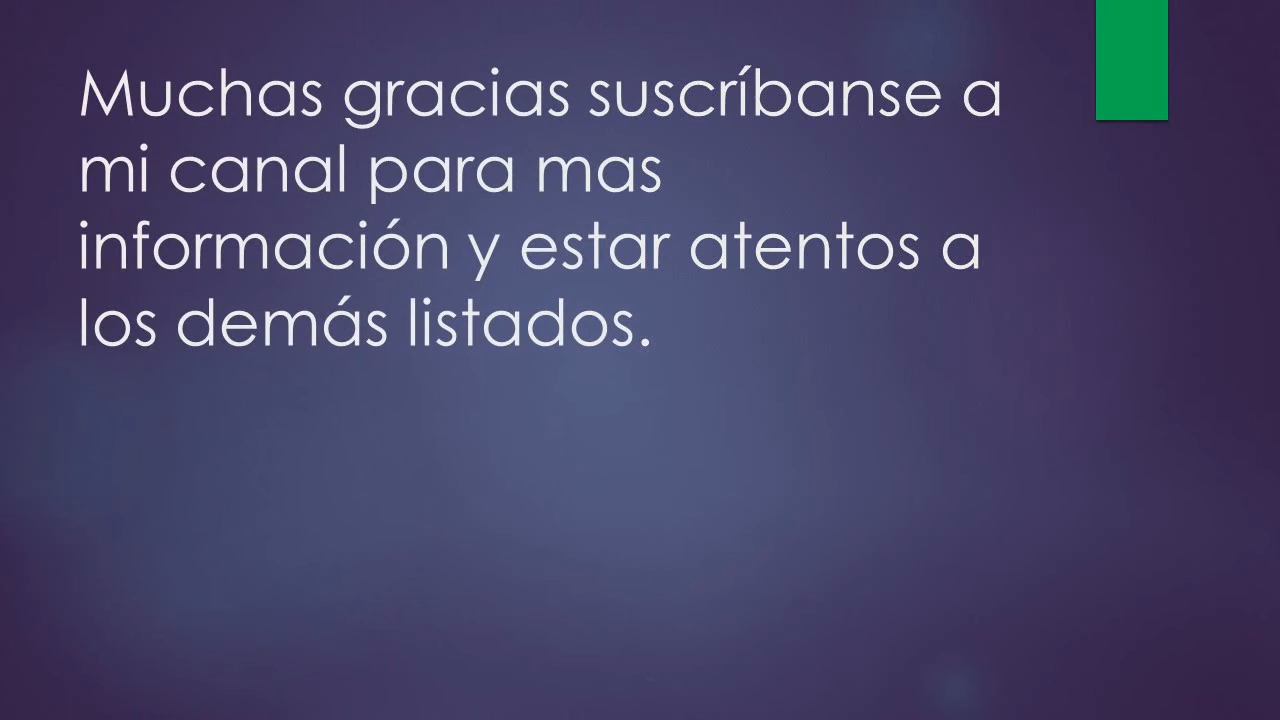 Muchas gracias suscríbanse a
mi canal para mas
información y estar atentos a
los demás listados.